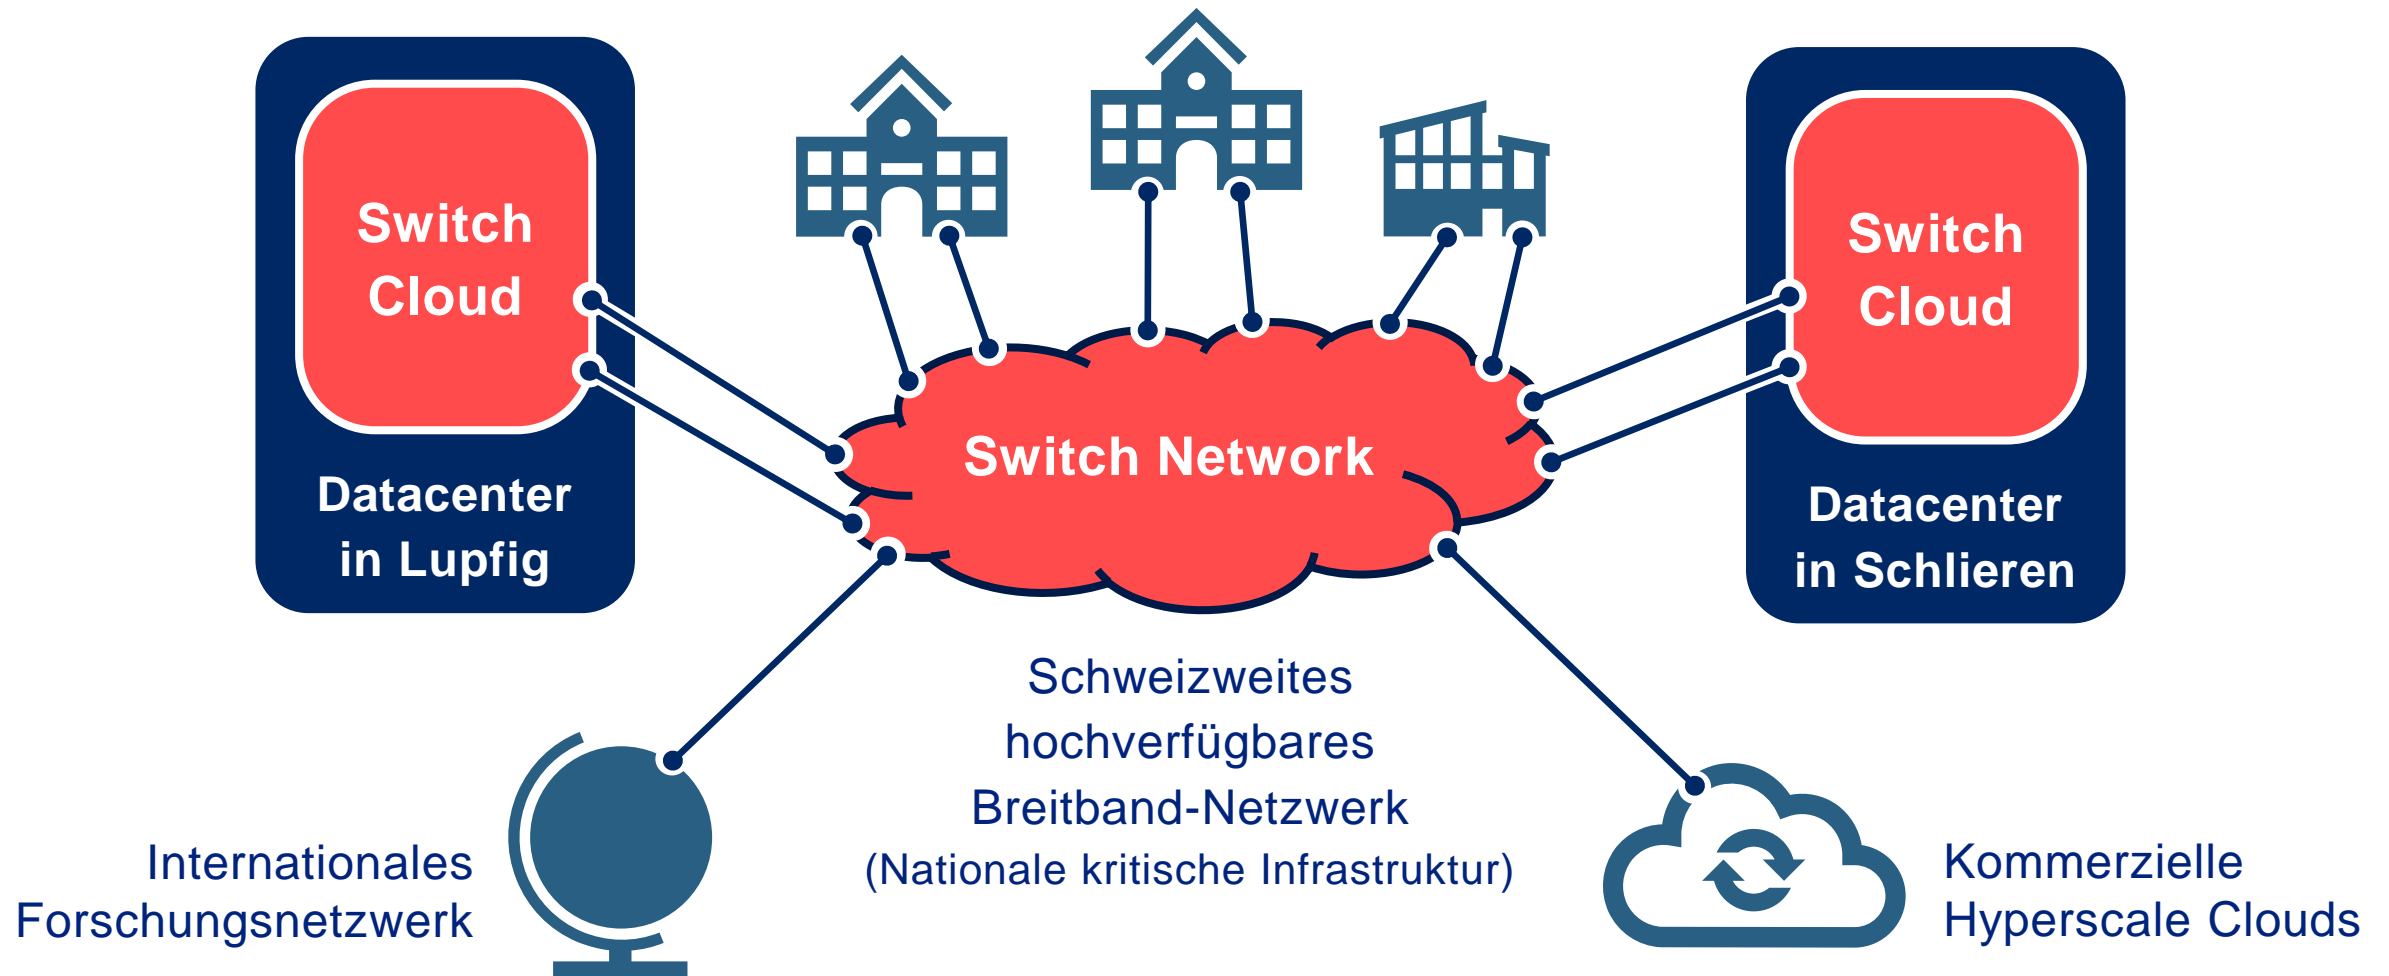 Switch
Cloud
Datacenter
in Lupfig
Switch Network
Switch
Cloud
Datacenter
in Schlieren
Schweizweites
hochverfügbares
Breitband-Netzwerk
(Nationale kritische Infrastruktur)
Internationales
Forschungsnetzwerk
Kommerzielle
Hyperscale Clouds